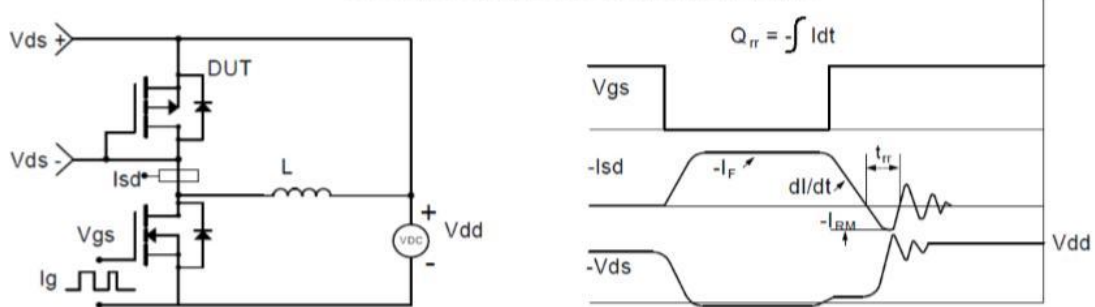 Vds +
DUT
Vds -
Isd
L
Vgs
Ig
+
VDC
-
Vdd
Qrr = -∫ Idt
Vgs
-Isd
-IF
dI/dt
trr
-IRM
-Vds
Vdd